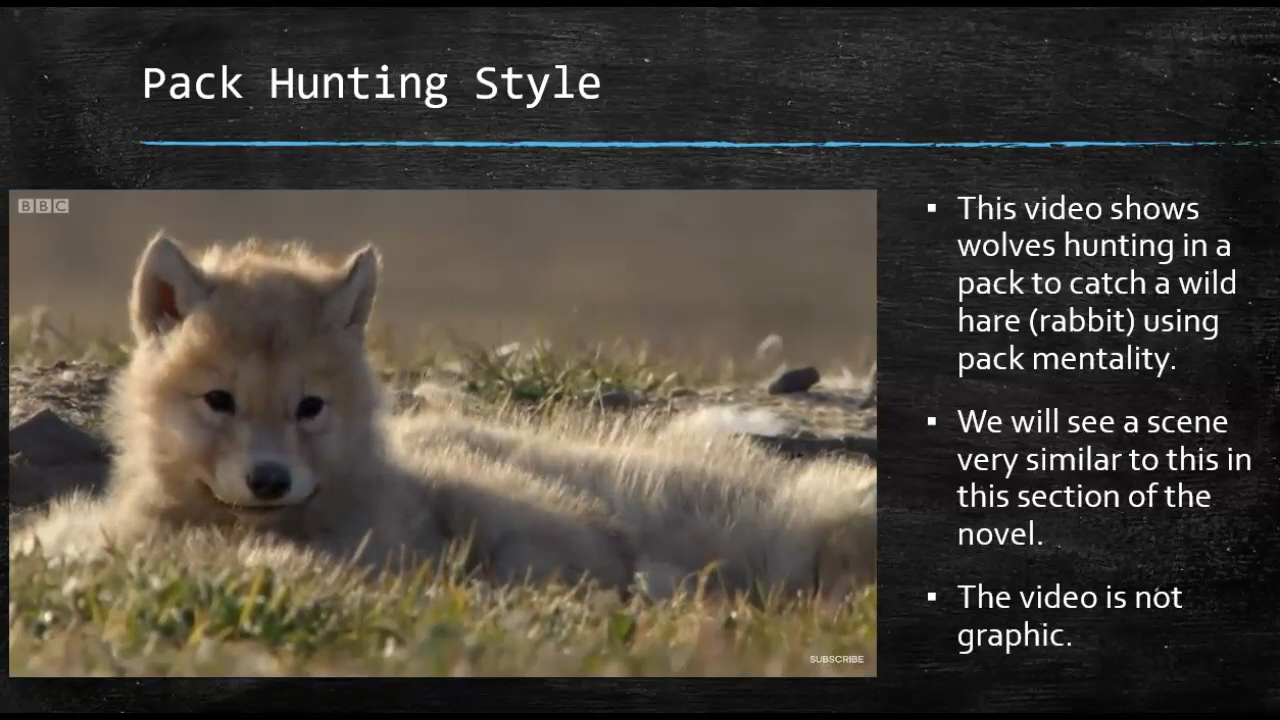 Pack Hunting Style
BBC
▪ This video shows
wolves hunting in a
pack to catch a wild
hare (rabbit) using
pack mentality.
▪ We will see a scene
very similar to this in
this section of the
novel.
▪ The video is not
graphic.
SUBSCRIBE